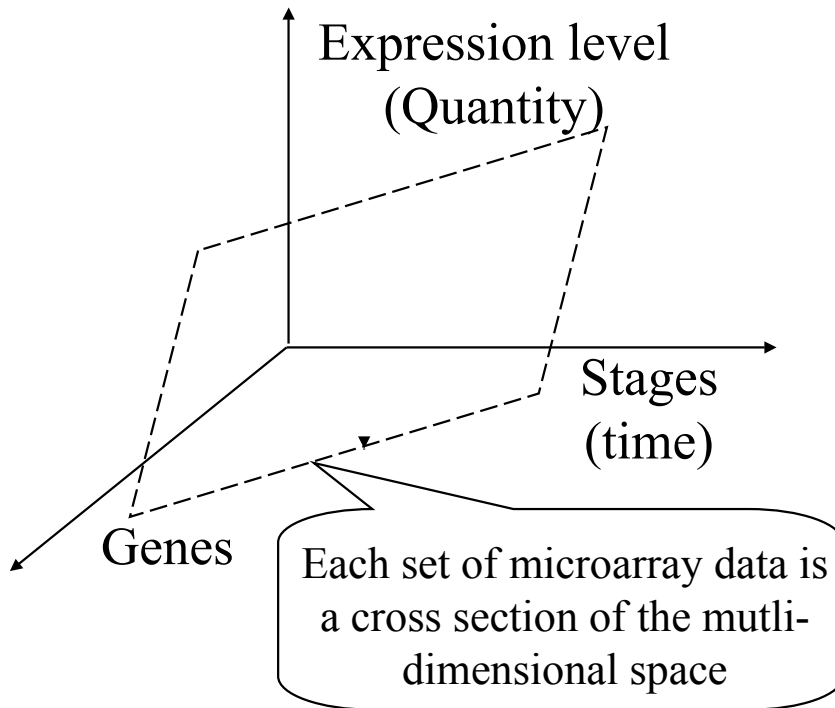 Expression level
(Quantity)
Stages
(time)
Genes
Each set of microarray data is
a cross section of the mutli-
dimensional space